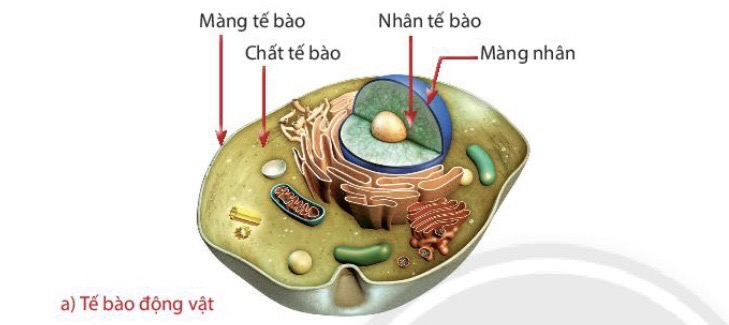 Màng tế bào
Nhân tế bào
Chất tế bào
Màng nhân
a) Tế bào động vật